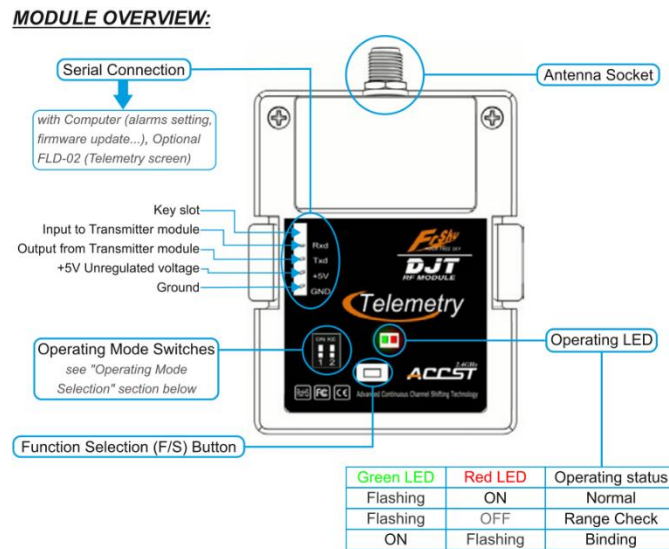 MODULE OVERVIEW:
Serial Connection
Antenna Socket
with Computer (alarms setting,
firmware update...), Optional
FLD-02 (Telemetry screen)
Key slot
Input to Transmitter module
Output from Transmitter module
+5V Unregulated voltage
Ground
Rxd
Txd
+5V
GND
FrSky
DJT
RF MODULE
Telemetry
Operating Mode Switches
see "Operating Mode
Selection" section below
ON KE
1 2
Operating LED
2.4GHz
ACCST
RoHS FC CE Advanced Continuous Channel Shifting Technology
Function Selection (F/S) Button
Green LED Red LED Operating status
Flashing ON Normal
Flashing OFF Range Check
ON Flashing Binding